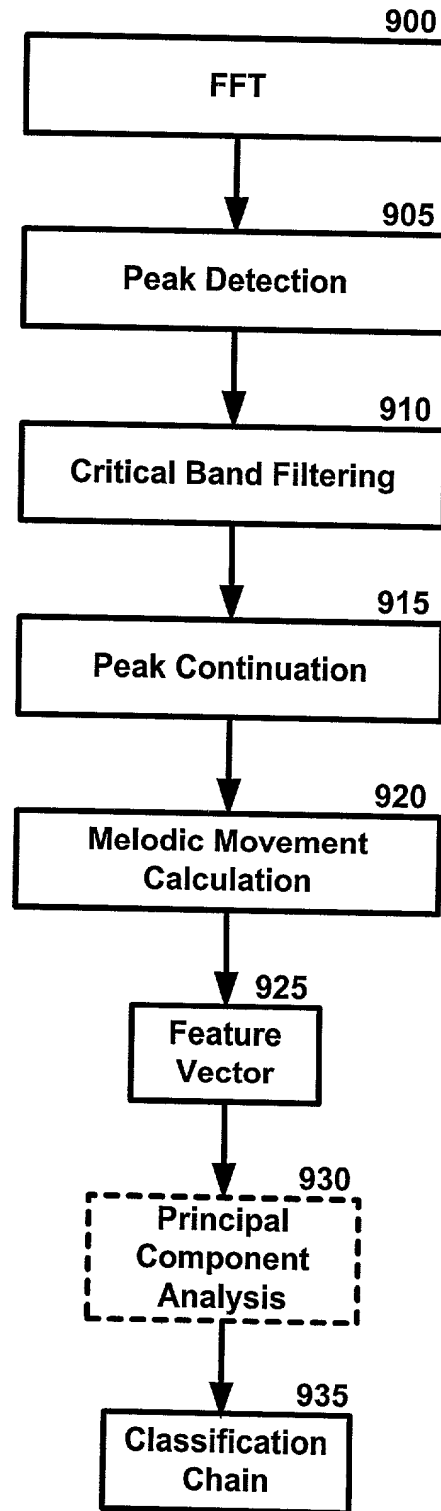 900
FFT
905
Peak Detection
910
Critical Band Filtering
915
Peak Continuation
920
Melodic Movement
Calculation
925
Feature
Vector
930
Principal
Component
Analysis
935
Classification
Chain